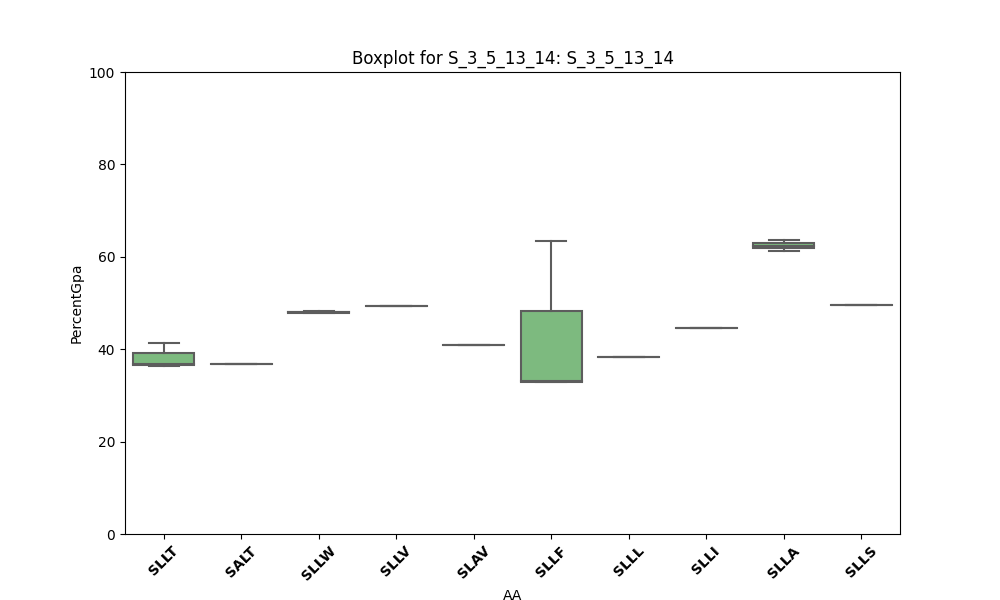 Boxplot for S_3_5_13_14: S_3_5_13_14
PercentGpa
100
80
60
40
20
0
SLLT SALT SLLW SLLV SLAV SLLF SLLL SLLI SLLA SLLS
AA